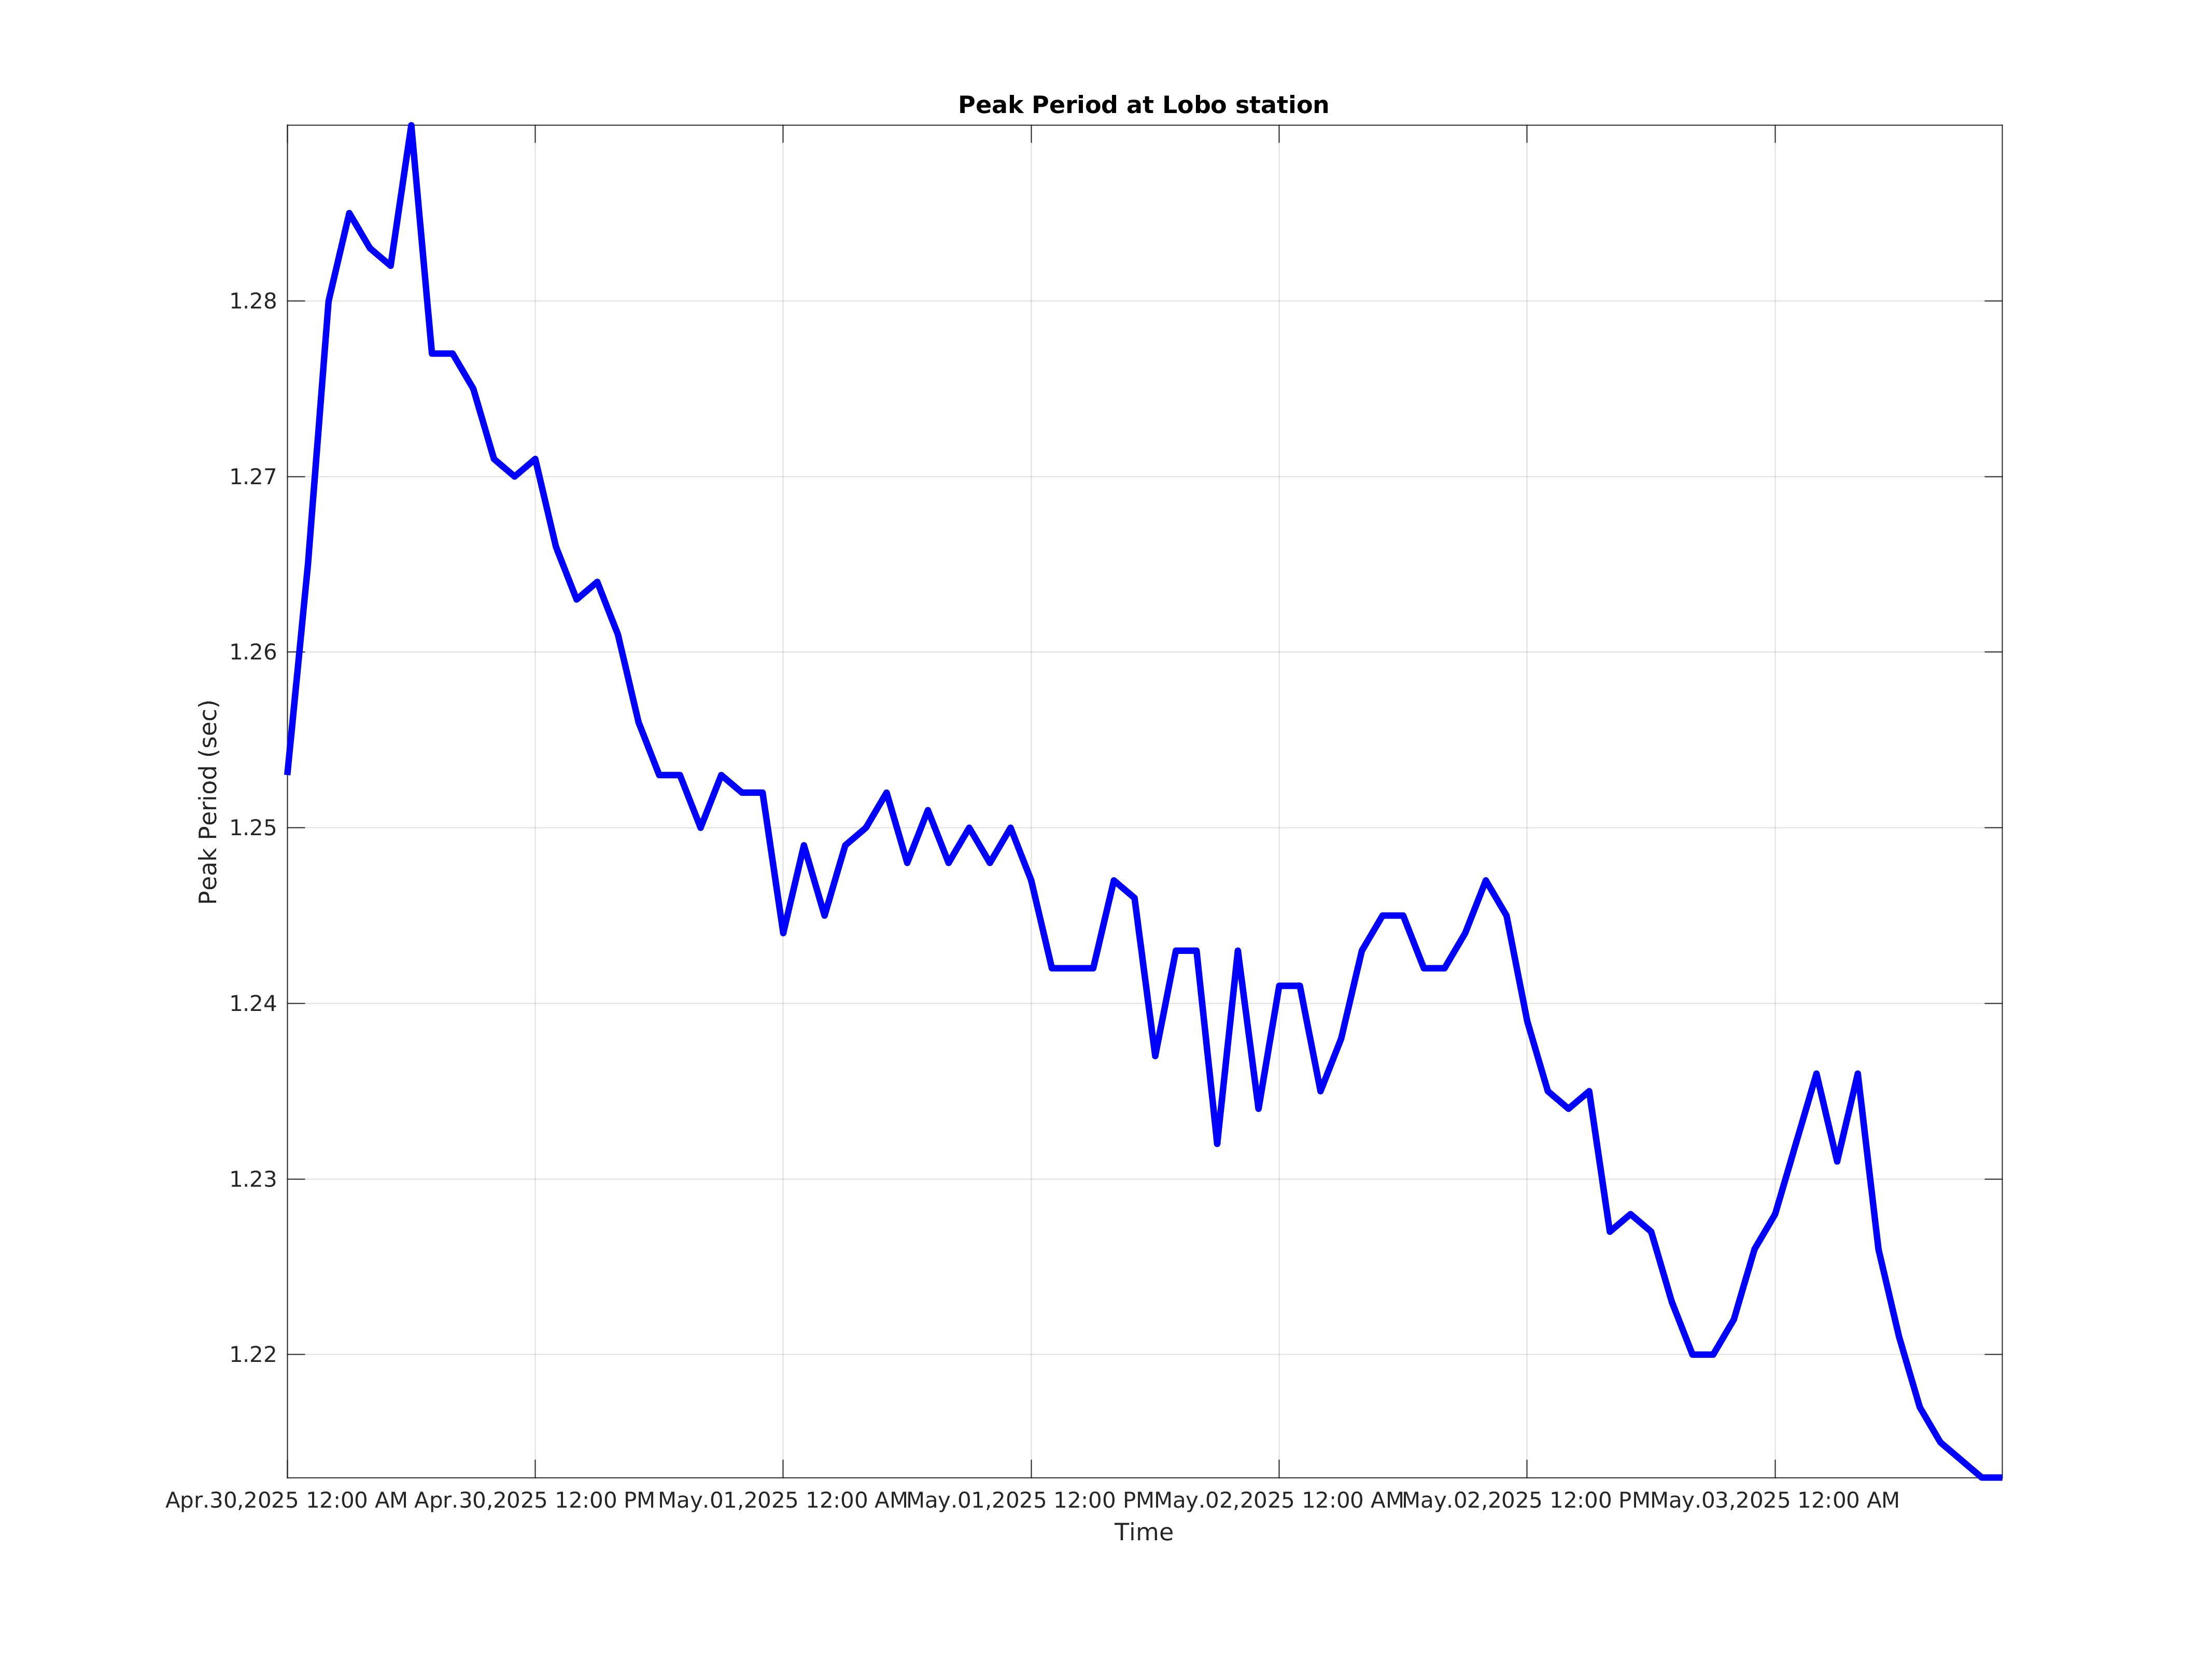 Peak Period at Lobo station
1.28
1.27
1.26
1.25
1.24
1.23
1.22
Peak Period (sec)
Apr.30,2025 12:00 AM Apr.30,2025 12:00 PM May.01,2025 12:00 AM May.01,2025 12:00 PM May.02,2025 12:00 AM May.02,2025 12:00 PM May.03,2025 12:00 AM
Time